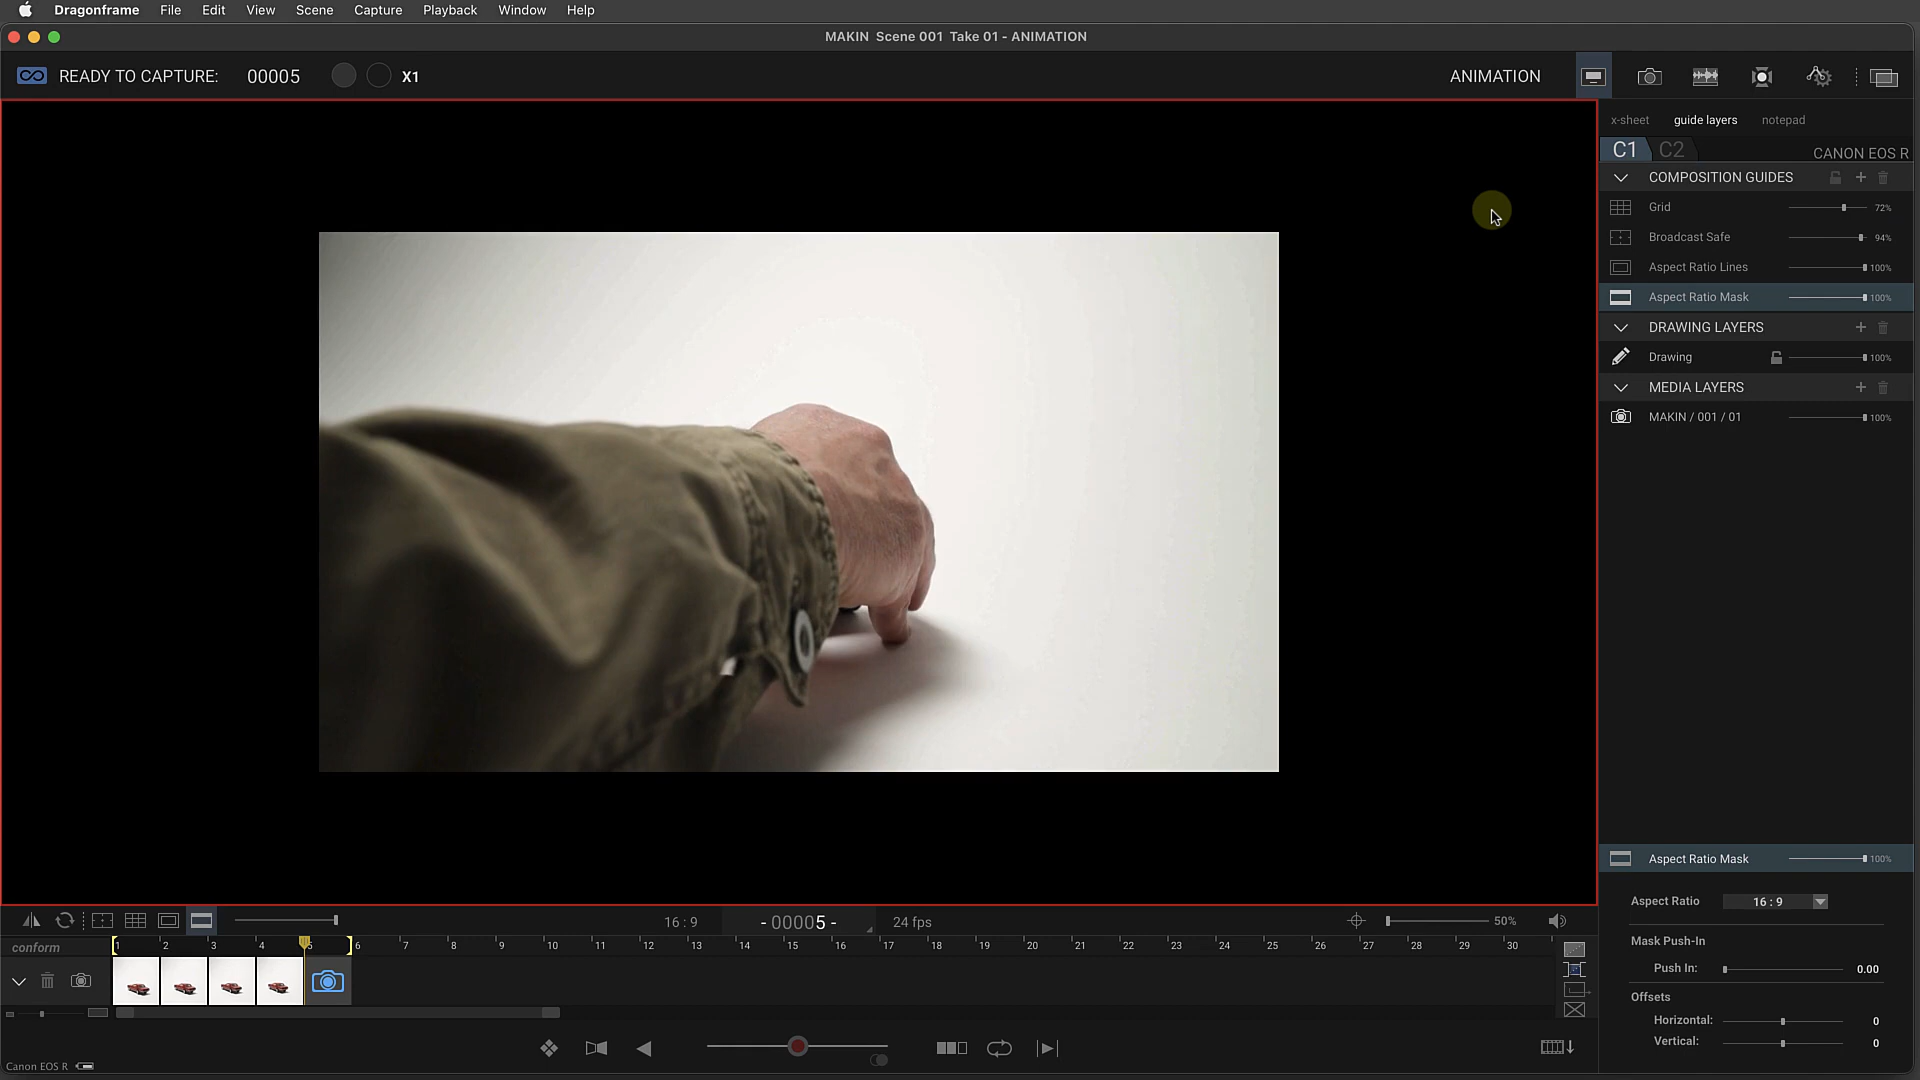 Dragonframe File Edit View Scene Capture Playback Window Help
MAKIN Scene 001 Take 01 - ANIMATION
READY TO CAPTURE: 00005 X1 ANIMATION
x-sheet guide layers notepad
C1 C2 CANON EOS R
COMPOSITION GUIDES
Grid 72%
Broadcast Safe 94%
Aspect Ratio Lines 100%
Aspect Ratio Mask 100%
DRAWING LAYERS
Drawing 100%
MEDIA LAYERS
MAKIN / 001 / 01 100%
Aspect Ratio Mask 100%
Aspect Ratio 16 : 9
Mask Push-In
Push In: 0.00
Offsets
Horizontal: 0
Vertical: 0
16 : 9 - 00005 - 24 fps 50%
conform 1 2 3 4 5 6 7 8 9 10 11 12 13 14 15 16 17 18 19 20 21 22 23 24 25 26 27 28 29 30
Canon EOS R